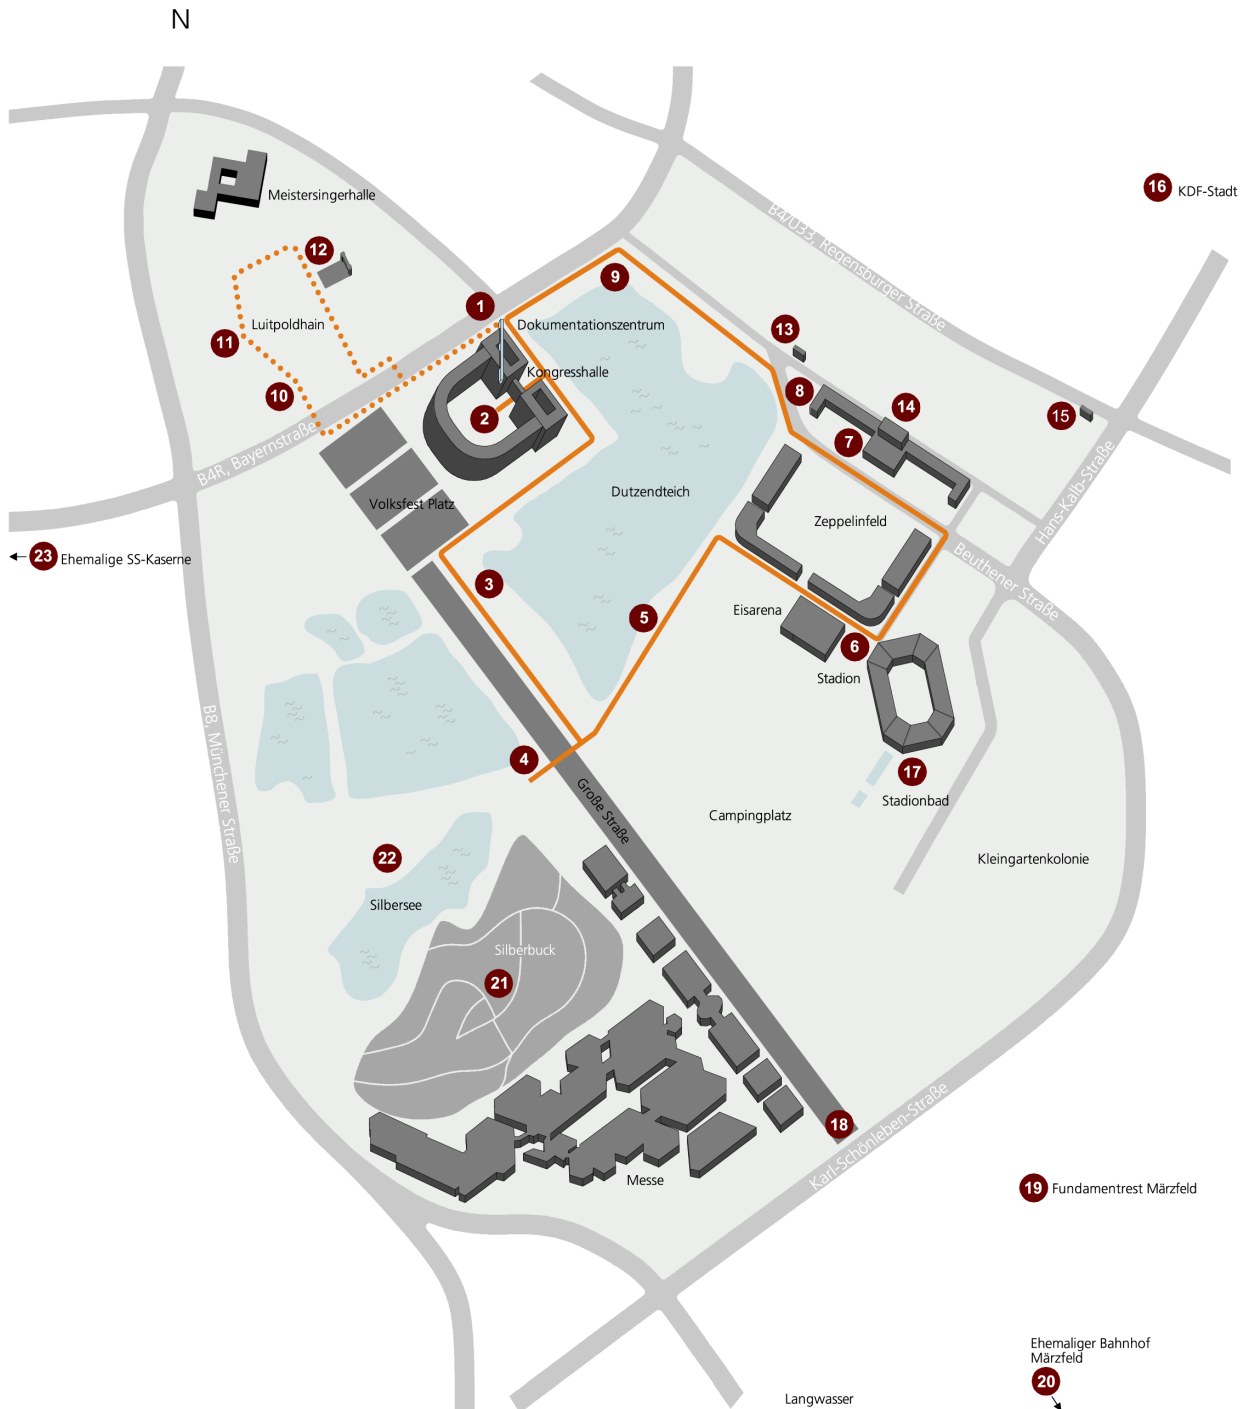 N
16
KDF-Stadt
Meistersingerhalle
B4/U33, Regensburger Straße
12
9
1
Dokumentationszentrum
Luitpoldhain
13
11
Kongresshalle
8
10
2
14
15
7
B4R, Bayernstraße
Hans-Kalb-Straße
Dutzendteich
Volksfest Platz
Zeppelinfeld
23
Ehemalige SS-Kaserne
Beuthener Straße
3
Eisarena
5
6
Stadion
B8, Münchener Straße
4
17
Stadionbad
Große Straße
Campingplatz
22
Kleingartenkolonie
Silbersee
Silberbuck
21
18
Karl-Schönleben-Straße
Messe
19
Fundamentrest Märzfeld
Ehemaliger Bahnhof
Märzfeld
20
Langwasser